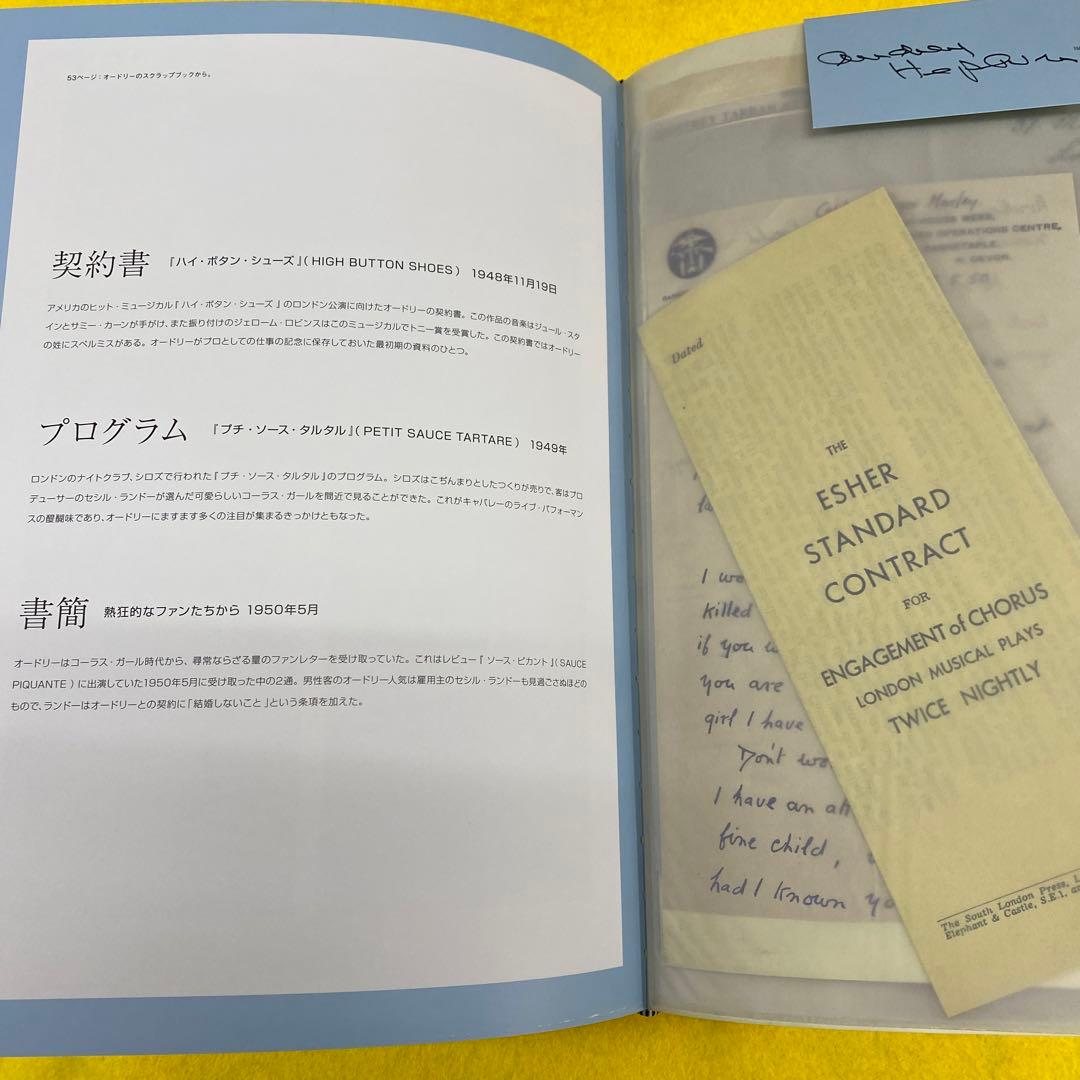 53ページ：オードリーのスクラップブックから。
契約書 『ハイ・ボタン・シューズ』( HIGH BUTTON SHOES ) 1948年11月19日
アメリカのヒット・ミュージカル『 ハイ・ボタン・シューズ 』のロンドン公演に向けたオードリーの契約書。この作品の音楽はジュール・スタ
インとサミー・カーンが手がけ、また振り付けのジェローム・ロビンスはこのミュージカルでトニー賞を受賞した。この契約書ではオードリー
の姓にスペルミスがある。オードリーがプロとしての仕事の記念に保存しておいた最初期の資料のひとつ。
プログラム 『プチ・ソース・タルタル』( PETIT SAUCE TARTARE ) 1949年
ロンドンのナイトクラブ、シロズで行われた『 プチ・ソース・タルタル』のプログラム。シロズはこぢんまりとしたつくりが売りで、客はプロ
デューサーのセシル・ランドーが選んだ可愛らしいコーラス・ガールを間近で見ることができた。これがキャバレーのライブ・パフォーマン
スの醍醐味であり、オードリーにますます多くの注目が集まるきっかけともなった。
書簡 熱狂的なファンたちから 1950年5月
オードリーはコーラス・ガール時代から、尋常ならざる量のファンレターを受け取っていた。これはレビュー『 ソース・ピカント 』( SAUCE
PIQUANTE ) に出演していた1950年5月に受け取った中の2通。男性客のオードリー人気は雇用主のセシル・ランドーも見過ごさぬほどの
もので、ランドーはオードリーとの契約に「 結婚しないこと 」という条項を加えた。
Audrey
Hepburn
Morley
OPERATIONS CENTRE,
DEVON.
Dated
THE
ESHER
STANDARD
CONTRACT
FOR
ENGAGEMENT of CHORUS
LONDON MUSICAL PLAYS
TWICE NIGHTLY
The South London Press,
Elephant & Castle, S.E.1,
I
killed
if you
you are
girl I have
Don't
I have an
fine child,
had I known